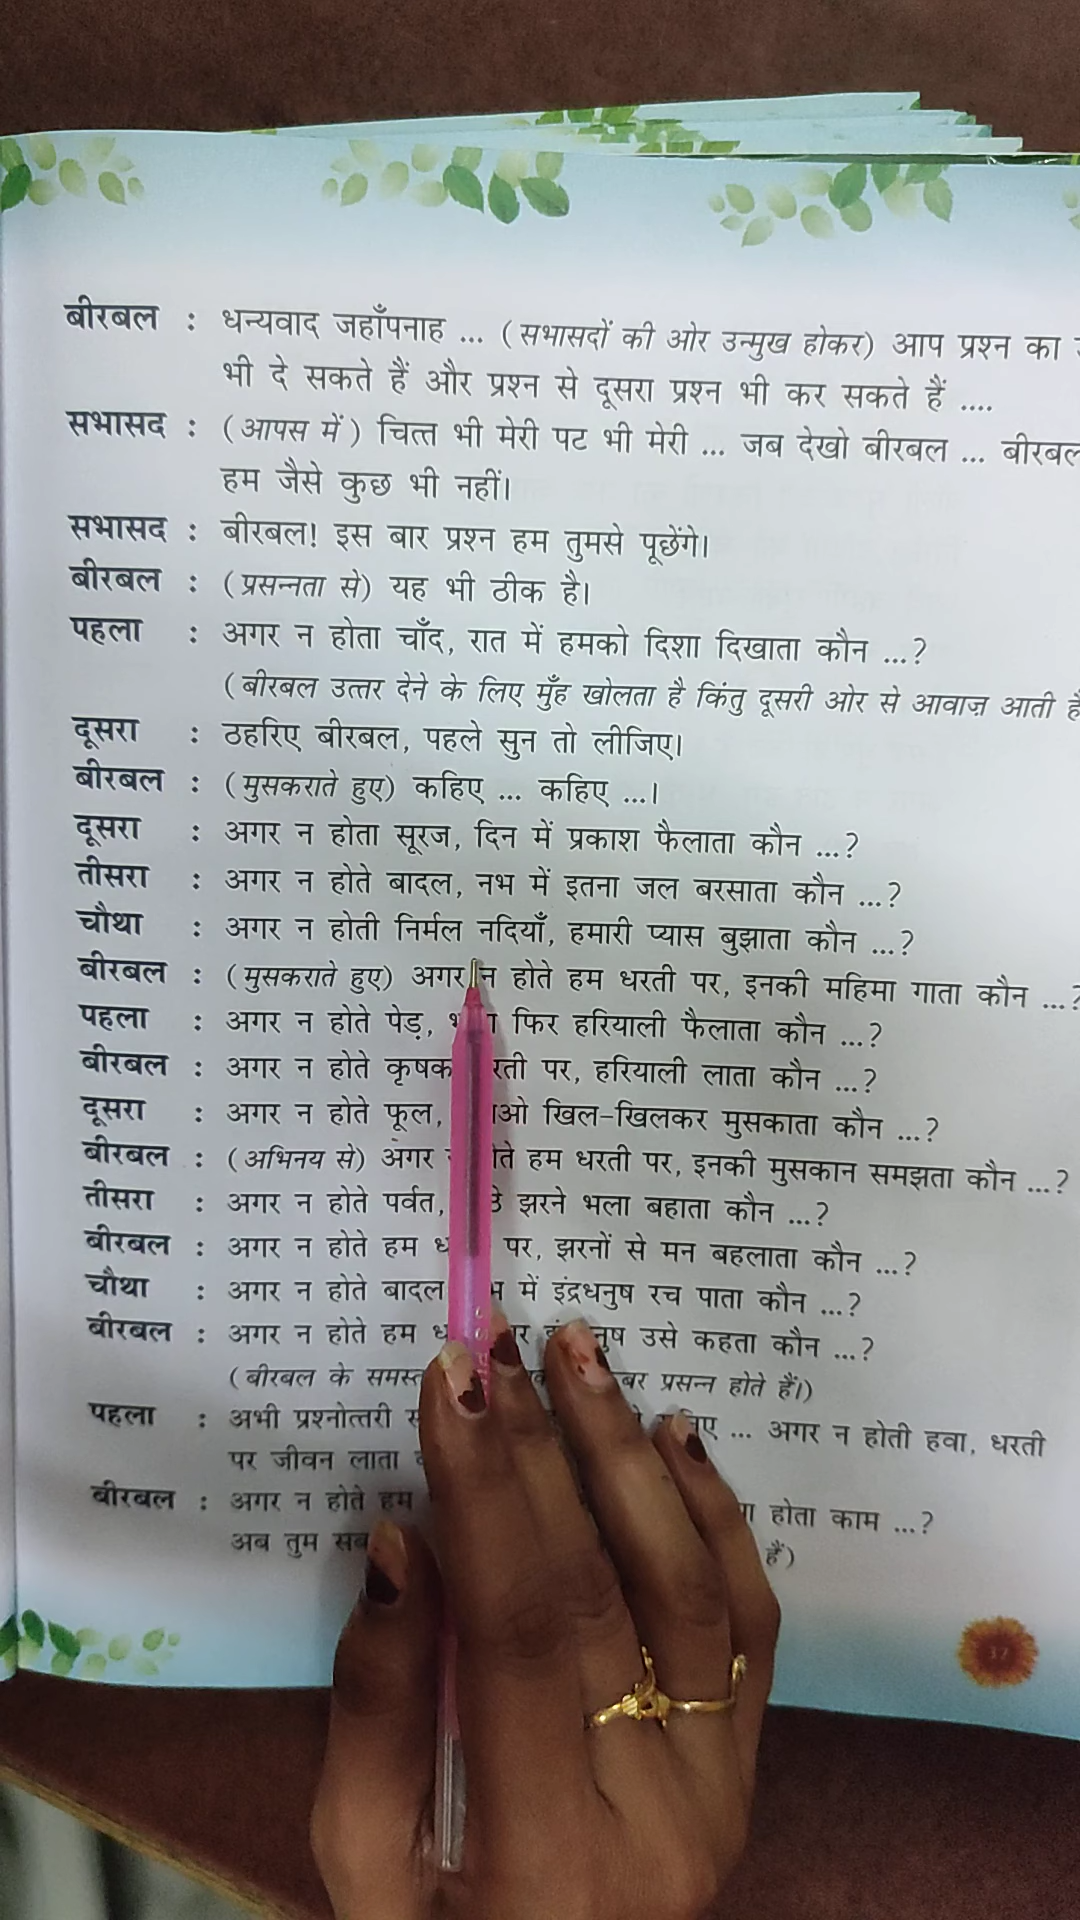 बीरबल : धन्यवाद जहाँपनाह ... (सभासदों की ओर उन्मुख होकर) आप प्रश्न का
भी दे सकते हैं और प्रश्न से दूसरा प्रश्न भी कर सकते हैं ....
सभासद : (आपस में) चित्त भी मेरी पट भी मेरी ... जब देखो बीरबल ... बीरबल
हम जैसे कुछ भी नहीं।
सभासद : बीरबल! इस बार प्रश्न हम तुमसे पूछेंगे।
बीरबल : (प्रसन्नता से) यह भी ठीक है।
पहला : अगर न होता चाँद, रात में हमको दिशा दिखाता कौन ...?
(बीरबल उत्तर देने के लिए मुँह खोलता है किंतु दूसरी ओर से आवाज़ आती है
दूसरा : ठहरिए बीरबल, पहले सुन तो लीजिए।
बीरबल : (मुसकराते हुए) कहिए ... कहिए ...।
दूसरा : अगर न होता सूरज, दिन में प्रकाश फैलाता कौन ...?
तीसरा : अगर न होते बादल, नभ में इतना जल बरसाता कौन ...?
चौथा : अगर न होती निर्मल नदियाँ, हमारी प्यास बुझाता कौन ...?
बीरबल : (मुसकराते हुए) अगर न होते हम धरती पर, इनकी महिमा गाता कौन ...?
पहला : अगर न होते पेड़, फिर हरियाली फैलाता कौन ...?
बीरबल : अगर न होते कृषक पर, हरियाली लाता कौन ...?
दूसरा : अगर न होते फूल, खिल-खिलकर मुसकाता कौन ...?
बीरबल : (अभिनय से) अगर हम धरती पर, इनकी मुसकान समझता कौन ...?
तीसरा : अगर न होते पर्वत, झरने भला बहाता कौन ...?
बीरबल : अगर न होते हम पर, झरनों से मन बहलाता कौन ...?
चौथा : अगर न होते बादल में इंद्रधनुष रच पाता कौन ...?
बीरबल : अगर न होते हम उसे कहता कौन ...?
(बीरबल के समस्त प्रसन्न होते हैं।)
पहला : अभी प्रश्नोत्तरी ... अगर न होती हवा, धरती
पर जीवन लाता
बीरबल : अगर न होते हम होता काम ...?
अब तुम सब हैं)